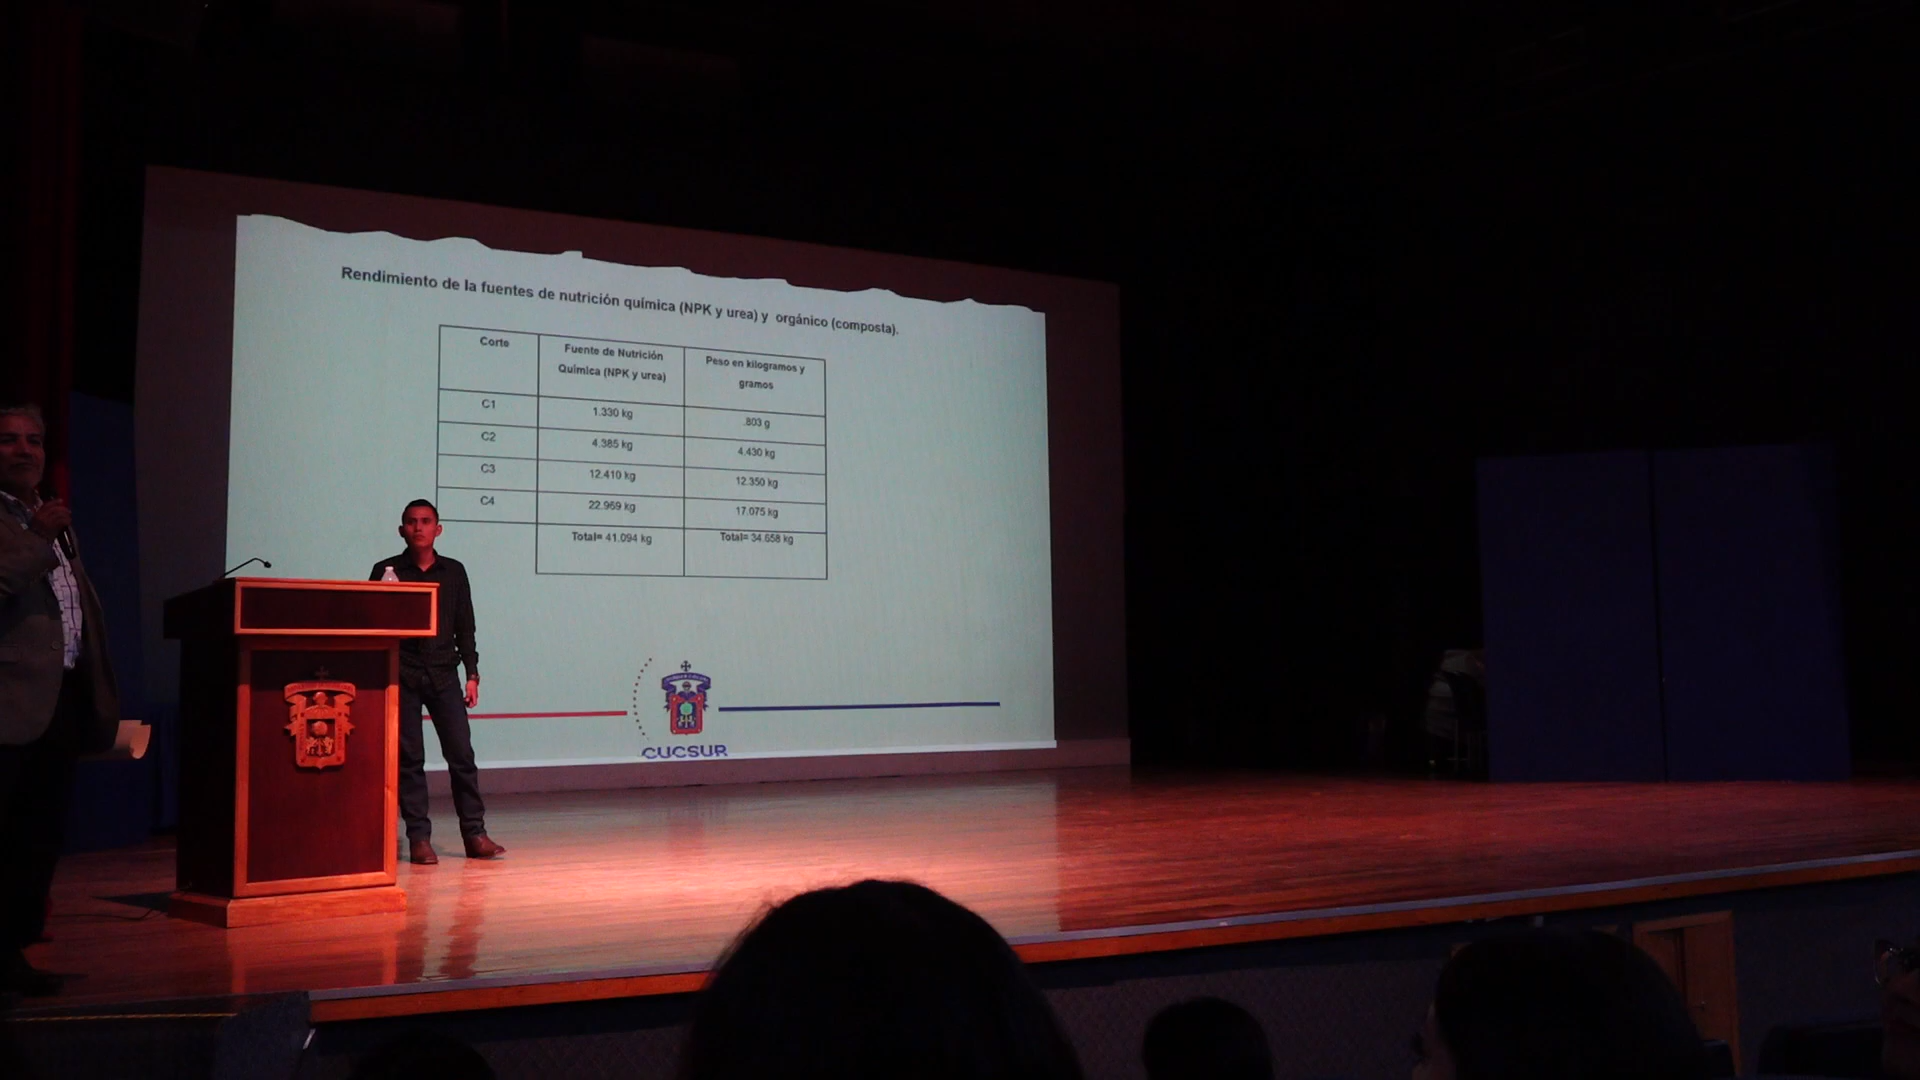 Rendimiento de la fuentes de nutrición química (NPK y urea) y orgánico (composta).
Corte
Fuente de Nutrición
Química (NPK y urea)
Peso en kilogramos y
gramos
C1
1.330 kg
.803 g
C2
4.385 kg
4.430 kg
C3
12.410 kg
12.350 kg
C4
22.969 kg
17.075 kg
Total= 41.094 kg
Total= 34.658 kg
CUCSUR